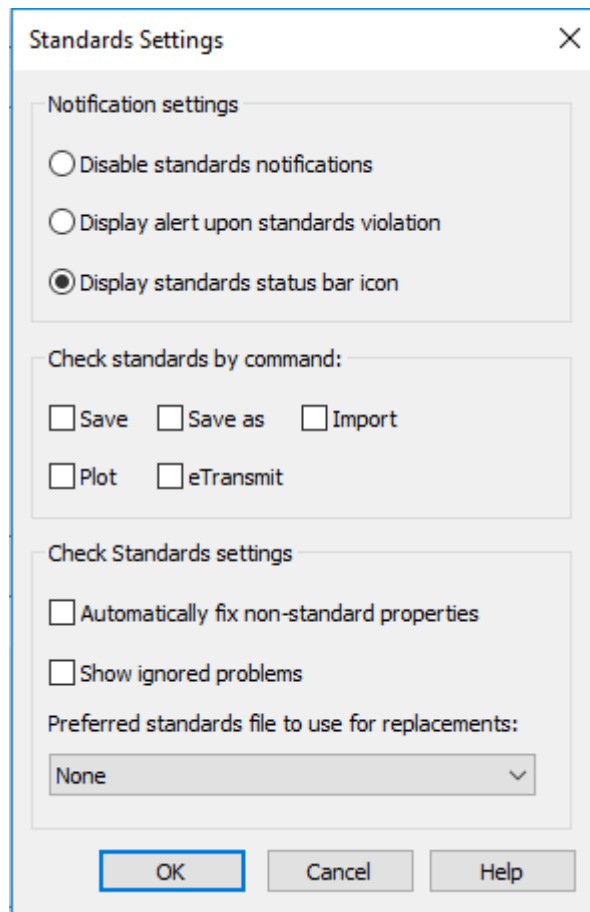 Standards Settings
Notification settings
Disable standards notifications
Display alert upon standards violation
Display standards status bar icon
Check standards by command:
Save Save as Import
Plot eTransmit
Check Standards settings
Automatically fix non-standard properties
Show ignored problems
Preferred standards file to use for replacements:
None
OK Cancel Help